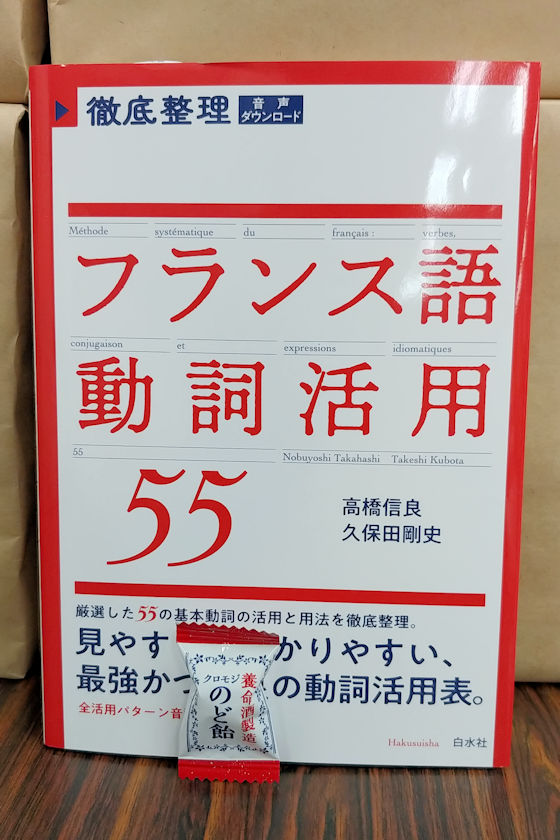 徹底整理
音声
ダウンロード
Méthode systématique du français : verbes,
フランス語
conjugaison et expressions idiomatiques
動詞活用
55 Nobuyoshi Takahashi Takeshi Kubota
55
高橋信良
久保田剛史
厳選した55の基本動詞の活用と用法を徹底整理。
見やす かりやすい、
最強かつ の動詞活用表。
全活用パターン音
養命酒製造
クロモジ
のど飴
Hakusuisha 白水社